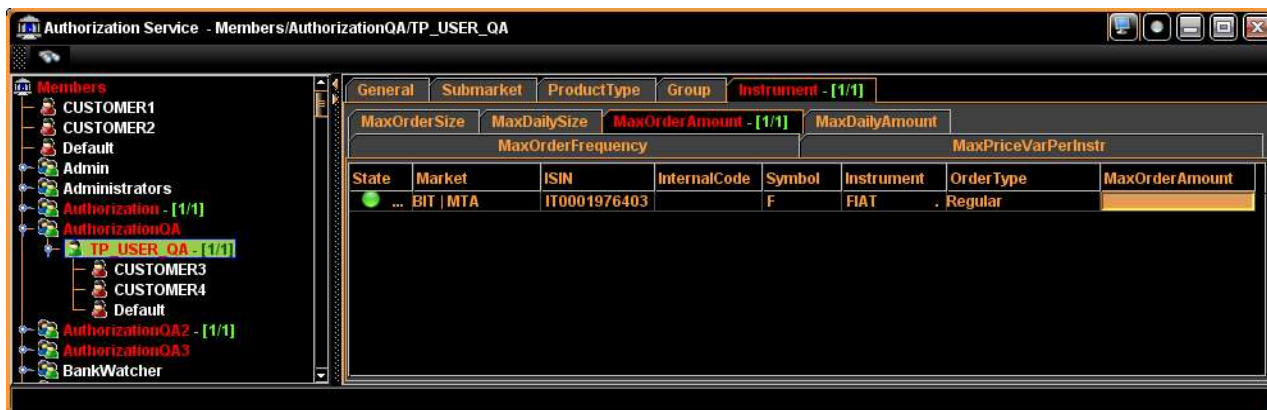 Authorization Service - Members/AuthorizationQA/TP_USER_QA
Members
CUSTOMER1
CUSTOMER2
Default
Admin
Administrators
Authorization - [1/1]
AuthorizationQA
TP_USER_QA - [1/1]
CUSTOMER3
CUSTOMER4
Default
AuthorizationQA2 - [1/1]
AuthorizationQA3
BankWatcher
General Submarket ProductType Group Instrument - [1/1]
MaxOrderSize MaxDailySize MaxOrderAmount - [1/1] MaxDailyAmount
MaxOrderFrequency MaxPriceVarPerInstr
State Market ISIN InternalCode Symbol Instrument OrderType MaxOrderAmount
... BIT | MTA IT0001976403 F FIAT . Regular